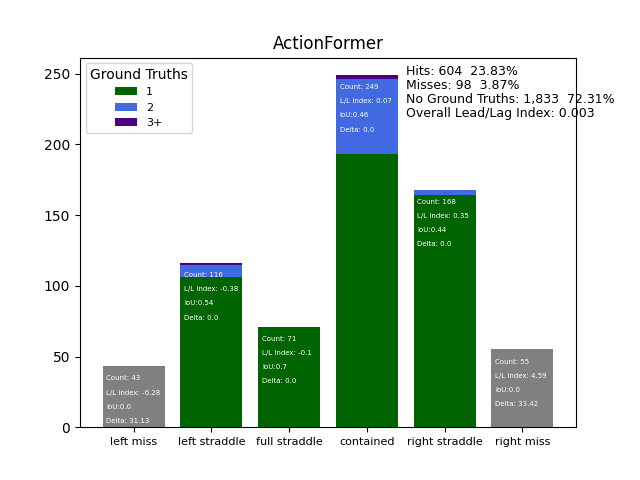 ActionFormer
Ground Truths
1
2
3+
Hits: 604  23.83%
Misses: 98  3.87%
No Ground Truths: 1,833  72.31%
Overall Lead/Lag Index: 0.003
250
200
150
100
50
0
Count: 43
L/L Index: -6.28
IoU:0.0
Delta: 31.13
Count: 116
L/L Index: -0.38
IoU:0.54
Delta: 0.0
Count: 71
L/L Index: -0.1
IoU:0.7
Delta: 0.0
Count: 249
L/L Index: 0.07
IoU:0.46
Delta: 0.0
Count: 168
L/L Index: 0.35
IoU:0.44
Delta: 0.0
Count: 55
L/L Index: 4.59
IoU:0.0
Delta: 33.42
left miss
left straddle
full straddle
contained
right straddle
right miss